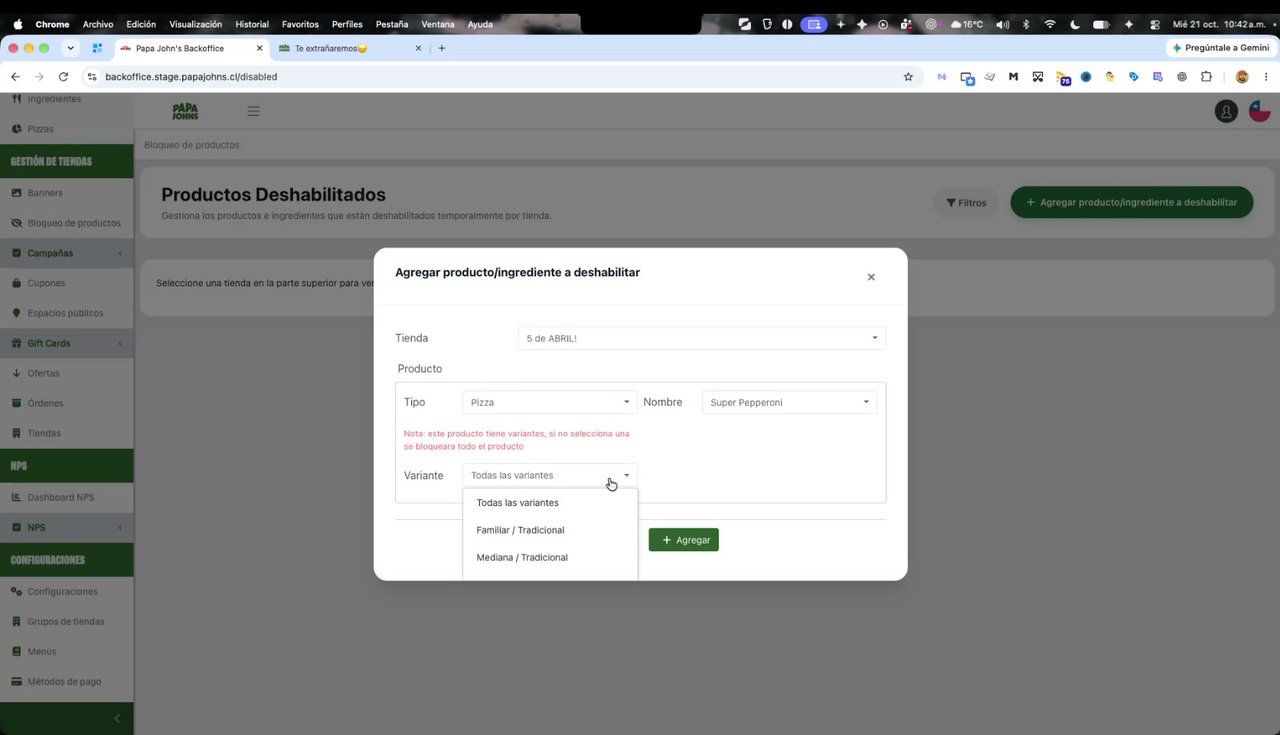 Chrome Archivo Edición Visualización Historial Favoritos Perfiles Pestaña Ventana Ayuda 16°C Mié 21 oct. 10:42 a.m.
Papa John's Backoffice Te extrañaremos Pregúntale a Gemini
backoffice.stage.papajohns.cl/disabled 75
Ingredientes
PAPA JOHNS
Pizzas
Bloqueo de productos
GESTIÓN DE TIENDAS
Banners
Bloqueo de productos
Campañas
Cupones
Espacios públicos
Gift Cards
Ofertas
Órdenes
Tiendas
NPS
Dashboard NPS
NPS
CONFIGURACIONES
Configuraciones
Grupos de tiendas
Menús
Métodos de pago
Productos Deshabilitados
Gestiona los productos e ingredientes que están deshabilitados temporalmente por tienda.
Filtros
+ Agregar producto/ingrediente a deshabilitar
Seleccione una tienda en la parte superior para ver
Agregar producto/ingrediente a deshabilitar
Tienda 5 de ABRIL!
Producto
Tipo Pizza Nombre Super Pepperoni
Nota: este producto tiene variantes, si no selecciona una
se bloqueara todo el producto
Variante Todas las variantes
Todas las variantes
Familiar / Tradicional
Mediana / Tradicional
+ Agregar